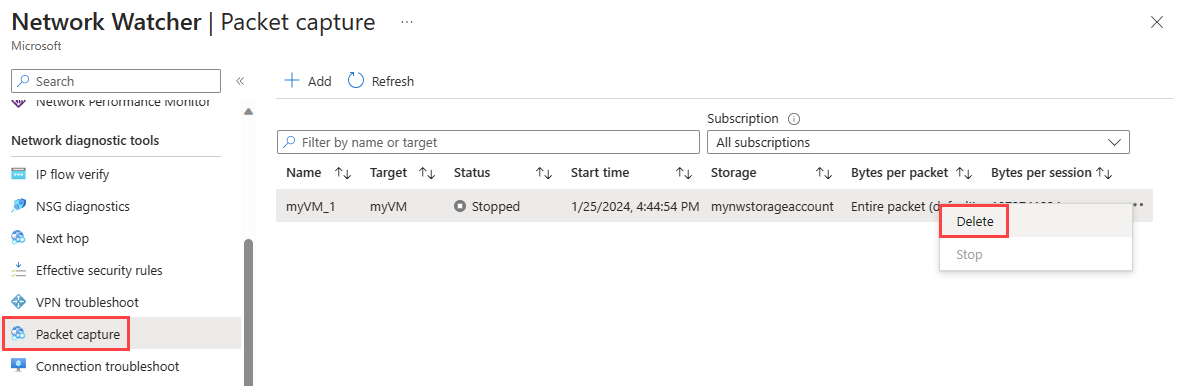 Network Watcher | Packet capture ...
Microsoft
Search
«
Network Performance Monitor
Network diagnostic tools
IP flow verify
NSG diagnostics
Next hop
Effective security rules
VPN troubleshoot
Packet capture
Connection troubleshoot
Add Refresh
Subscription
Filter by name or target All subscriptions
Name Target Status Start time Storage Bytes per packet Bytes per session
myVM_1 myVM Stopped 1/25/2024, 4:44:54 PM mynwstorageaccount Entire packet
Delete
Stop